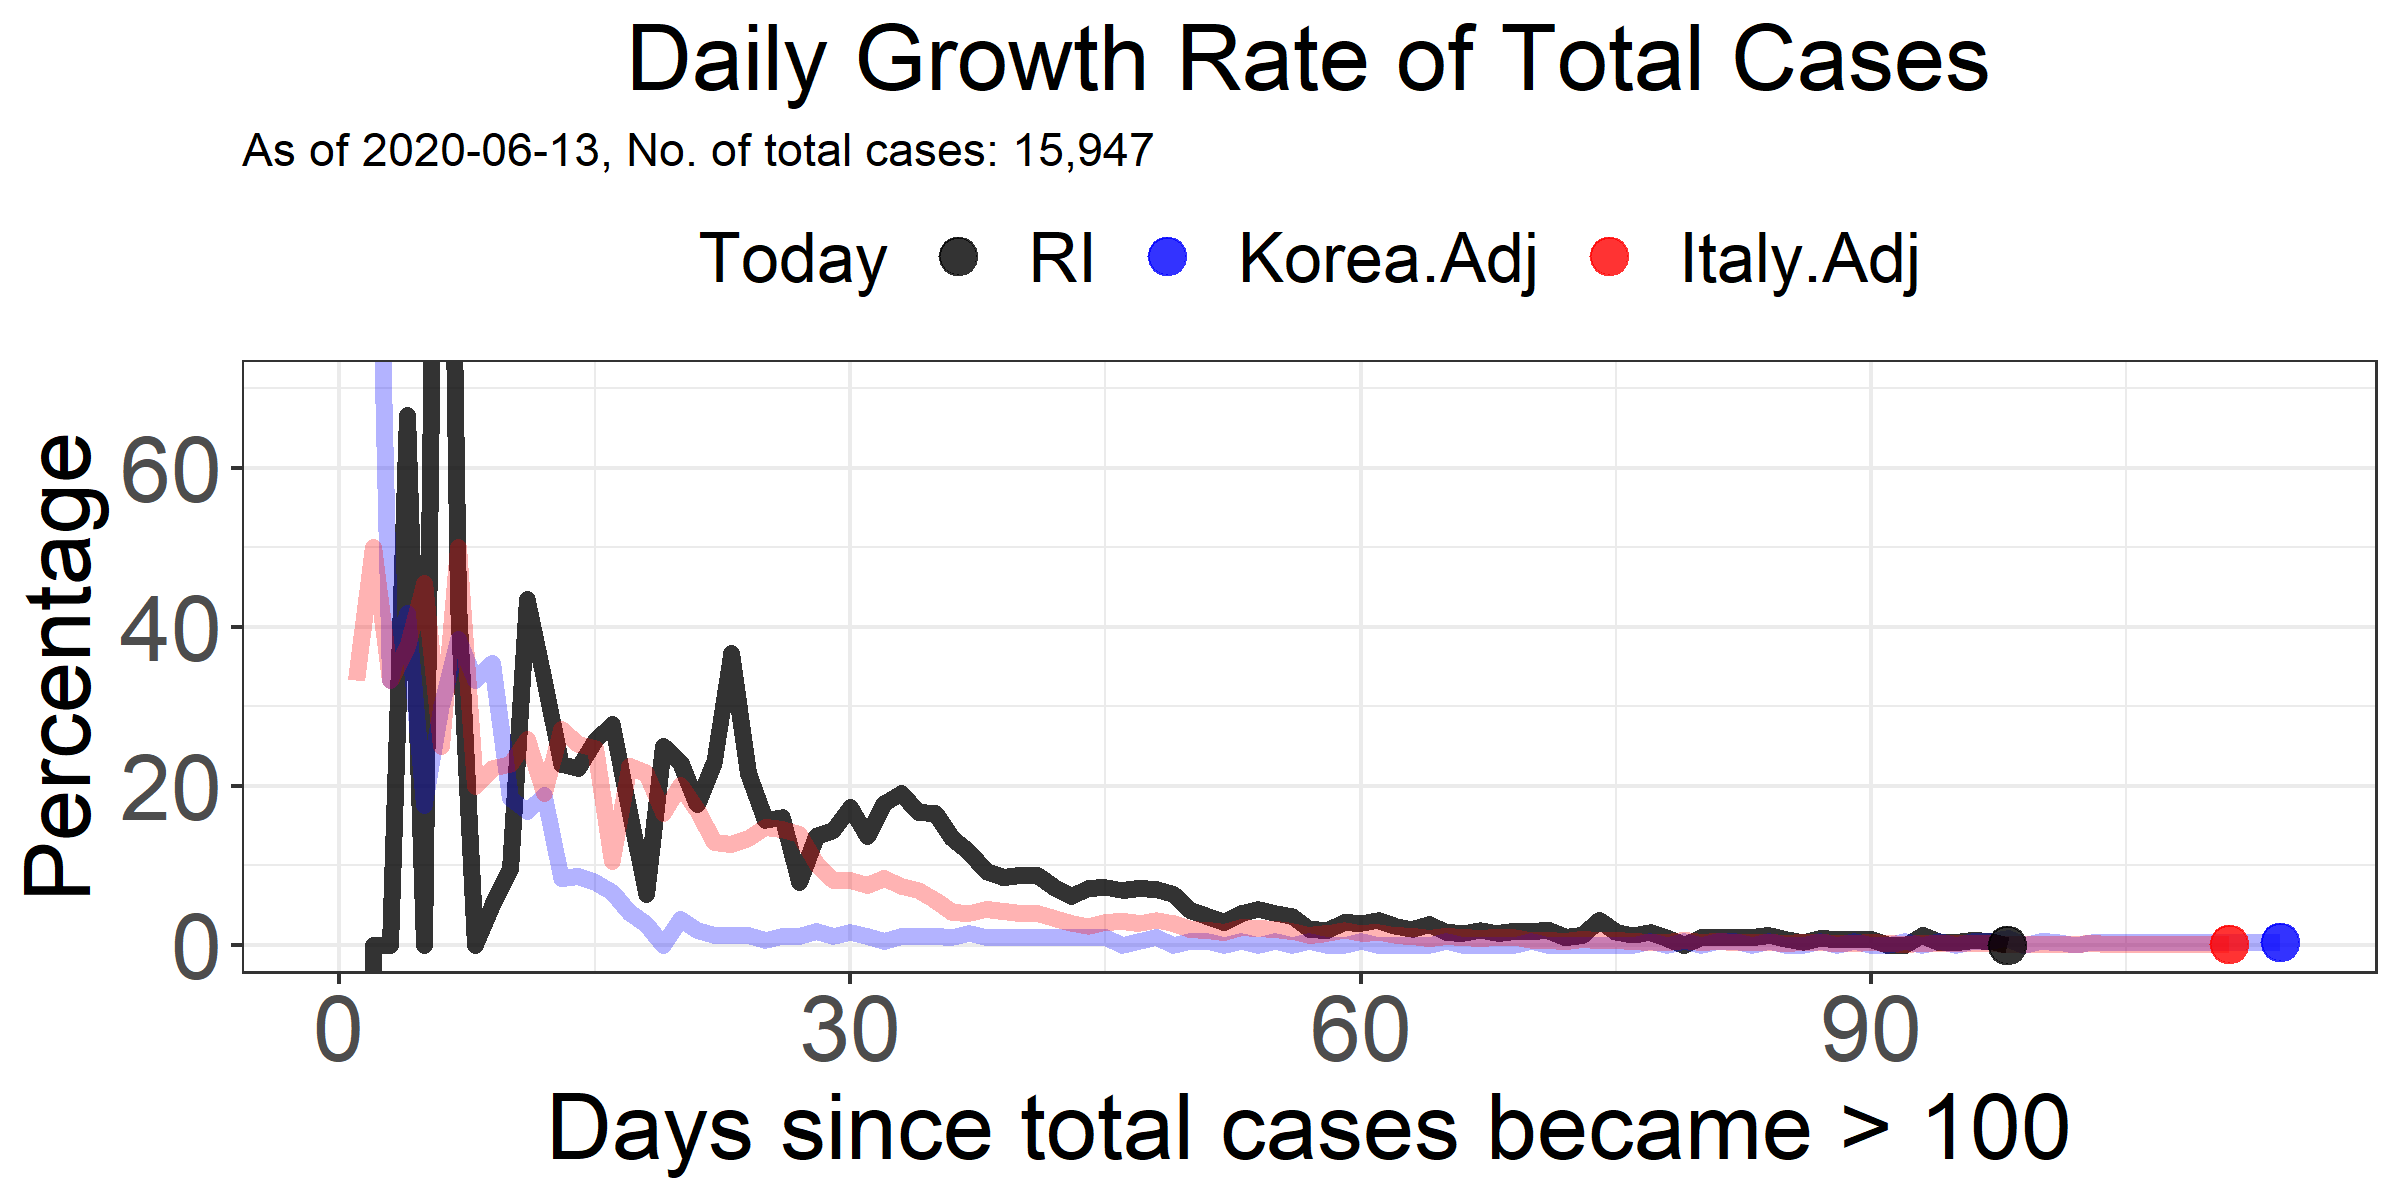 Daily Growth Rate of Total Cases
As of 2020-06-13, No. of total cases: 15,947
Today RI Korea.Adj Italy.Adj
Percentage
60
40
20
0
0 30 60 90
Days since total cases became > 100